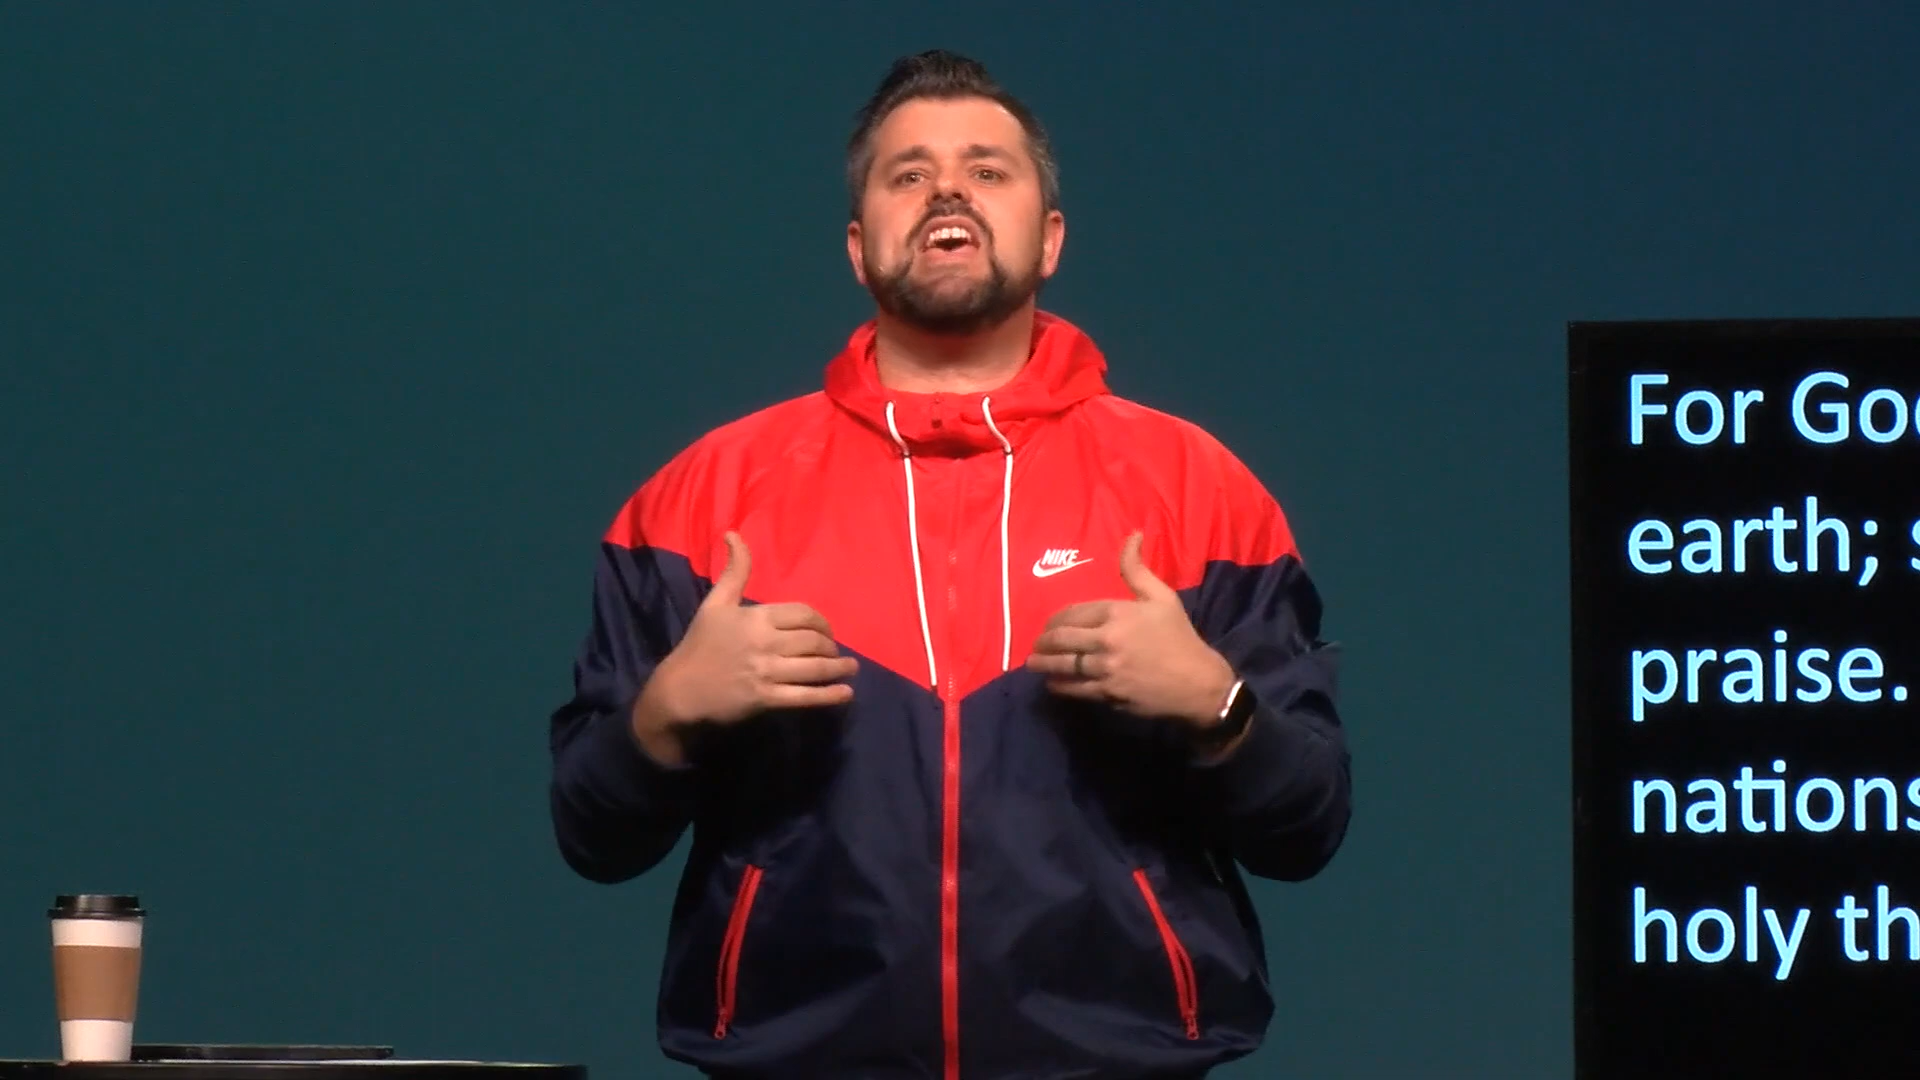 NIKE
For Go
earth;
praise.
nations
holy th